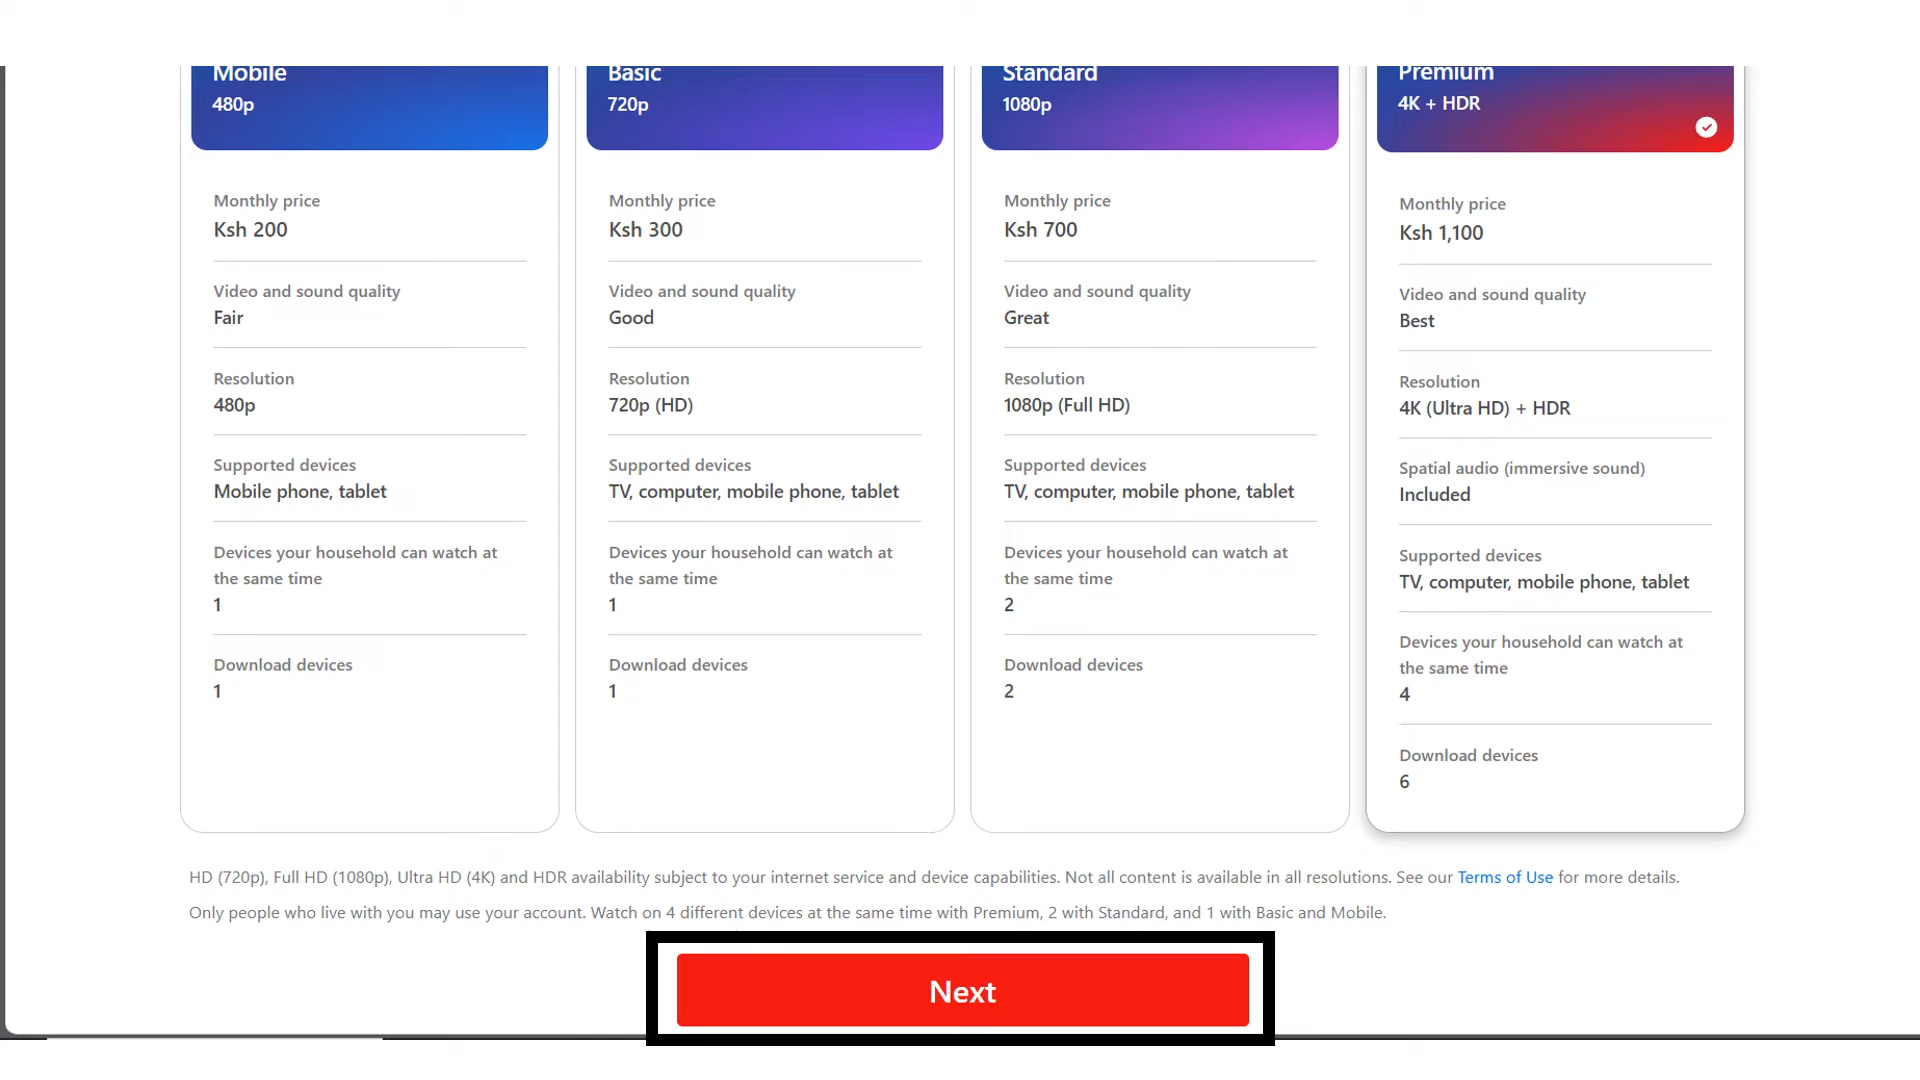 Mobile
480p
Monthly price
Ksh 200
Video and sound quality
Fair
Resolution
480p
Supported devices
Mobile phone, tablet
Devices your household can watch at
the same time
1
Download devices
1
Basic
720p
Monthly price
Ksh 300
Video and sound quality
Good
Resolution
720p (HD)
Supported devices
TV, computer, mobile phone, tablet
Devices your household can watch at
the same time
1
Download devices
1
Standard
1080p
Monthly price
Ksh 700
Video and sound quality
Great
Resolution
1080p (Full HD)
Supported devices
TV, computer, mobile phone, tablet
Devices your household can watch at
the same time
2
Download devices
2
Premium
4K + HDR
Monthly price
Ksh 1,100
Video and sound quality
Best
Resolution
4K (Ultra HD) + HDR
Spatial audio (immersive sound)
Included
Supported devices
TV, computer, mobile phone, tablet
Devices your household can watch at
the same time
4
Download devices
6
HD (720p), Full HD (1080p), Ultra HD (4K) and HDR availability subject to your internet service and device capabilities. Not all content is available in all resolutions. See our Terms of Use for more details.
Only people who live with you may use your account. Watch on 4 different devices at the same time with Premium, 2 with Standard, and 1 with Basic and Mobile.
Next